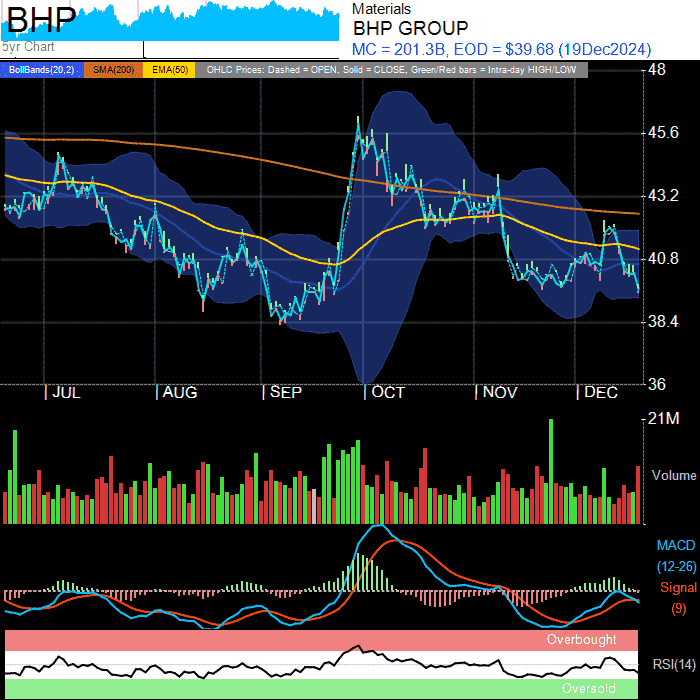 BHP
5yr Chart
Materials
BHP GROUP
MC = 201.3B, EOD = $39.68 (19Dec2024)
BollBands(20,2) SMA(200) EMA(50) OHLC Prices: Dashed = OPEN, Solid = CLOSE, Green/Red bars = Intra-day HIGH/LOW
48
45.6
43.2
40.8
38.4
36
| JUL | AUG | SEP | OCT | NOV | DEC
21M
Volume
MACD
(12-26)
Signal
(9)
Overbought
RSI(14)
Oversold